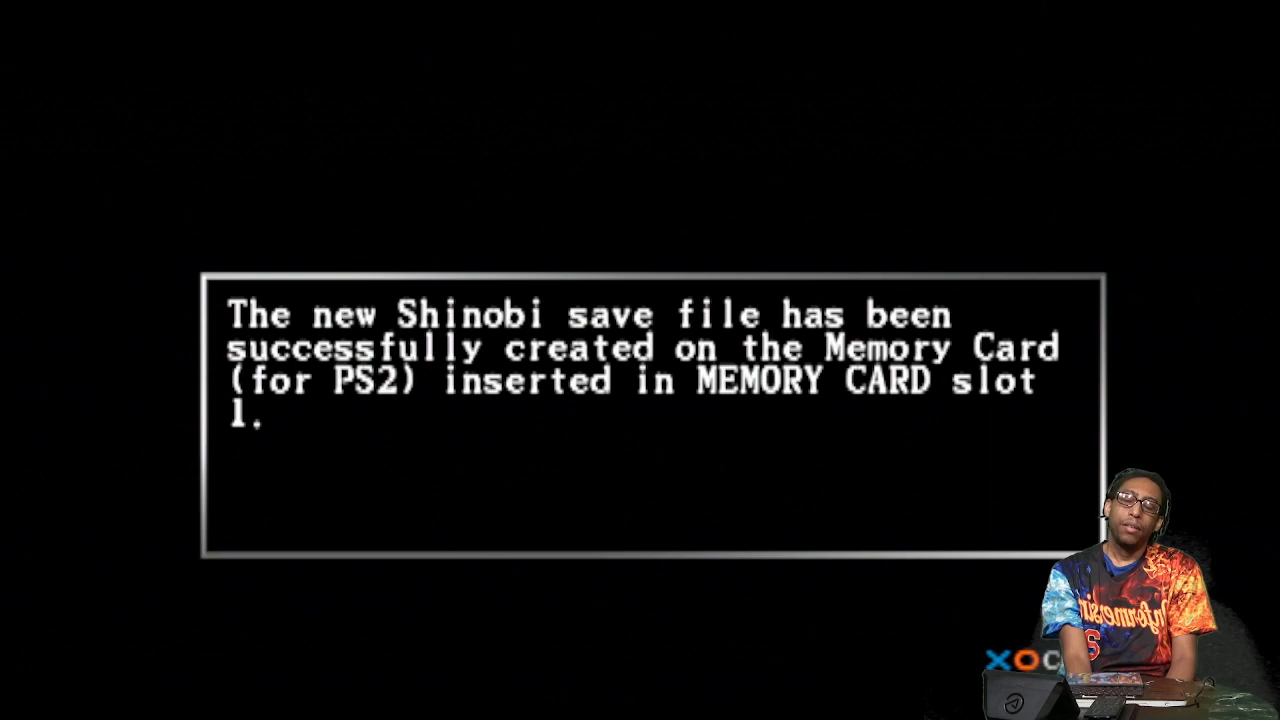 The new Shinobi save file has been
successfully created on the Memory Card
(for PS2) inserted in MEMORY CARD slot
1.